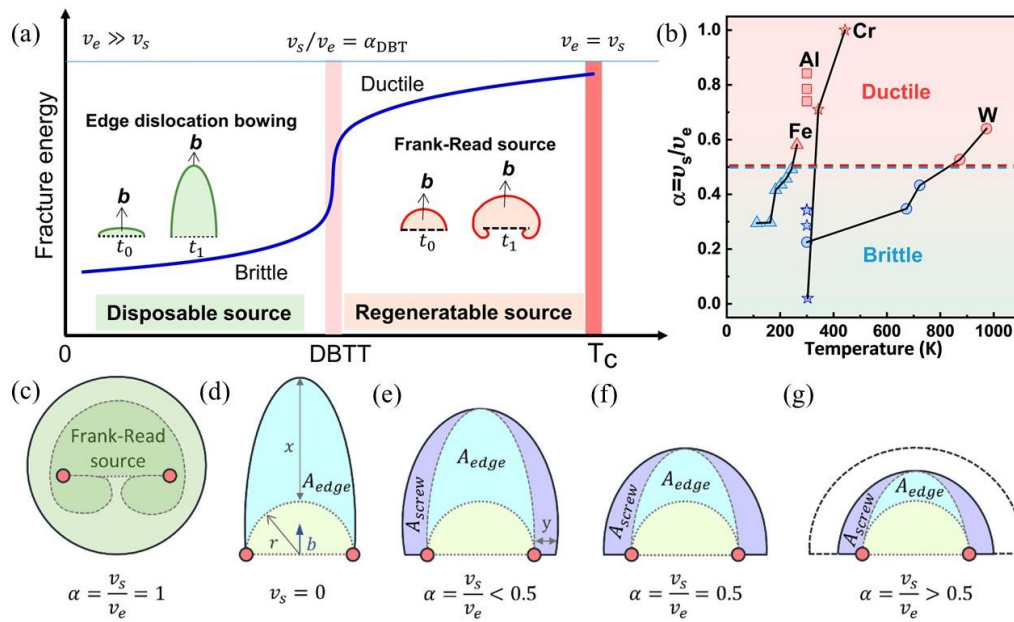 (a)
v_e ≫ v_s
v_s/v_e = α_DBT
v_e = v_s
Fracture energy
Edge dislocation bowing
b
b
t_0
t_1
Brittle
Ductile
Frank-Read source
b
b
t_0
t_1
Disposable source
Regeneratable source
0
DBTT
T_C
(b)
α=v_s/v_e
1.0
0.8
0.6
0.4
0.2
0.0
Cr
Al
Ductile
Fe
W
Brittle
0 200 400 600 800 1000
Temperature (K)
(c)
Frank-Read
source
α = v_s/v_e = 1
(d)
x
A_edge
r
b
v_s = 0
(e)
A_edge
A_screw
y
α = v_s/v_e < 0.5
(f)
A_edge
A_screw
α = v_s/v_e = 0.5
(g)
A_edge
A_screw
α = v_s/v_e > 0.5